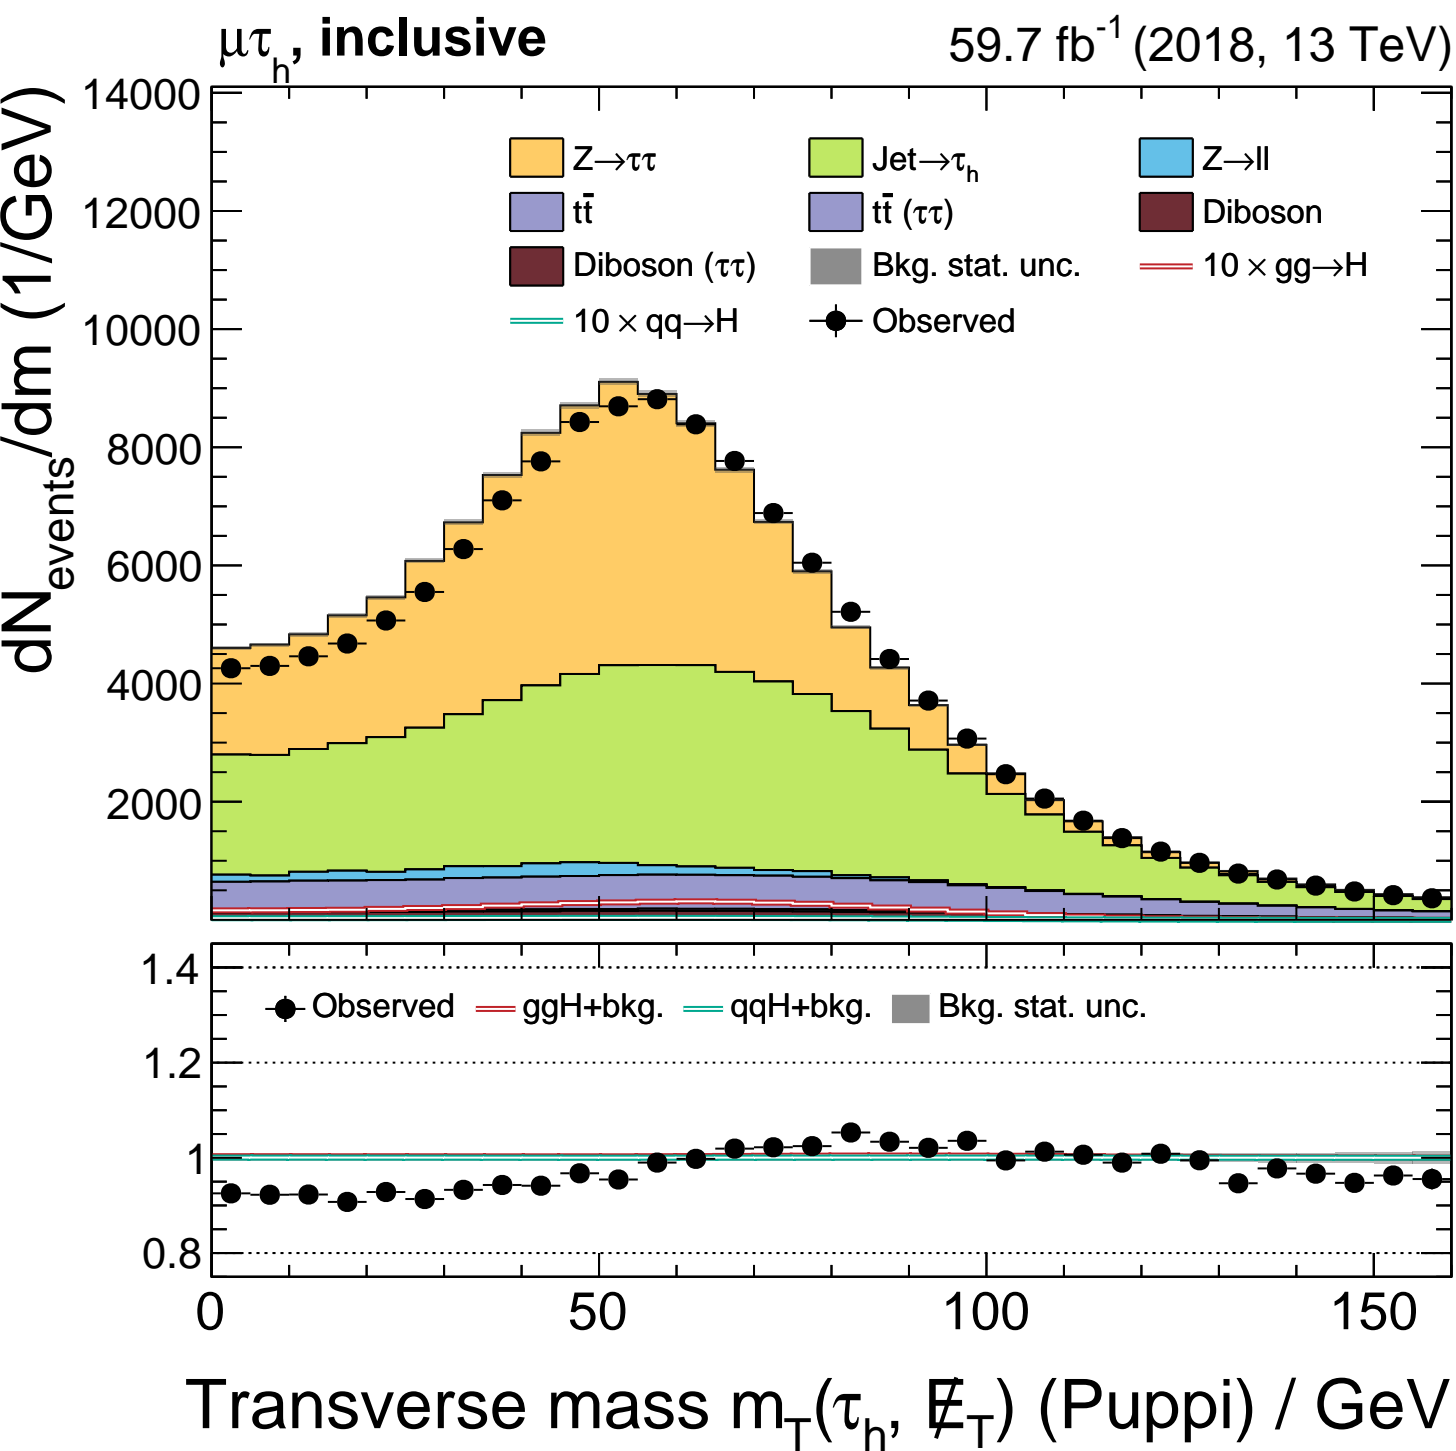 μτh, inclusive 59.7 fb-1 (2018, 13 TeV)
dNevents/dm (1/GeV)
14000
12000
10000
8000
6000
4000
2000
Z→ττ Jet→τh Z→ll
tt̄ tt̄ (ττ) Diboson
Diboson (ττ) Bkg. stat. unc. 10 × gg→H
10 × qq→H Observed
1.4
1.2
1
0.8
Observed ggH+bkg. qqH+bkg. Bkg. stat. unc.
0 50 100 150
Transverse mass mT(τh, E̸T) (Puppi) / GeV